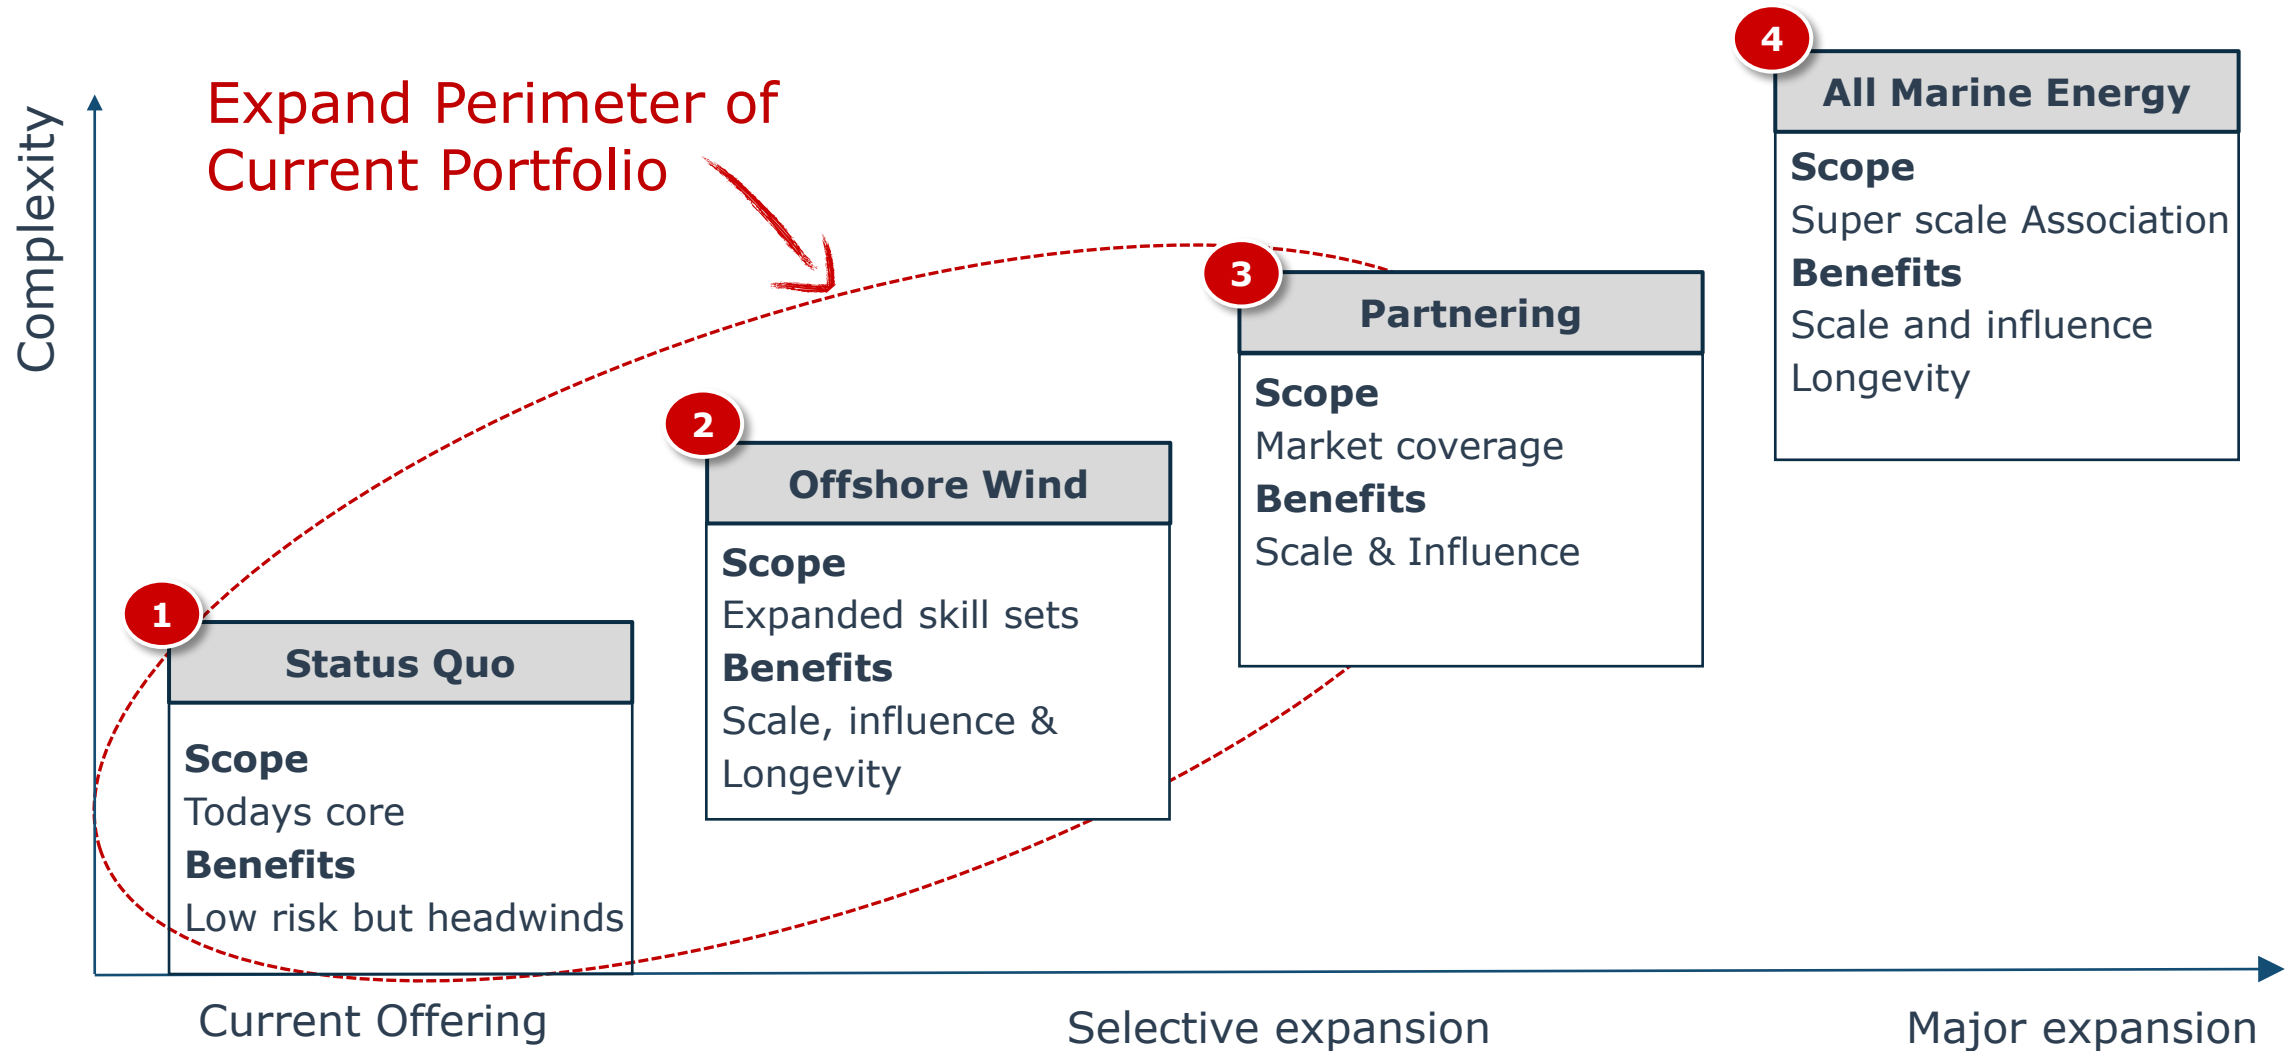 Complexity
Expand Perimeter of
Current Portfolio
1
Status Quo
Scope
Todays core
Benefits
Low risk but headwinds
2
Offshore Wind
Scope
Expanded skill sets
Benefits
Scale, influence &
Longevity
3
Partnering
Scope
Market coverage
Benefits
Scale & Influence
4
All Marine Energy
Scope
Super scale Association
Benefits
Scale and influence
Longevity
Current Offering
Selective expansion
Major expansion